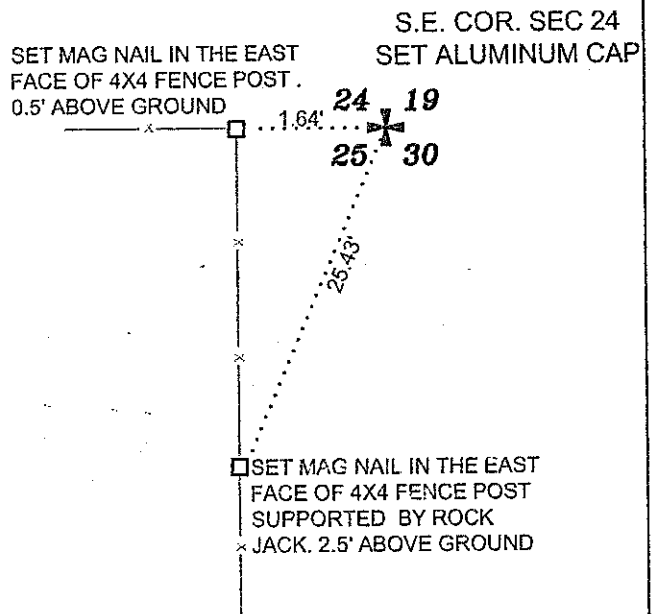 S.E. COR. SEC 24
SET ALUMINUM CAP
SET MAG NAIL IN THE EAST
FACE OF 4X4 FENCE POST .
0.5' ABOVE GROUND
24 19
1.64'
25 30
25.43'
SET MAG NAIL IN THE EAST
FACE OF 4X4 FENCE POST
SUPPORTED BY ROCK
JACK. 2.5' ABOVE GROUND